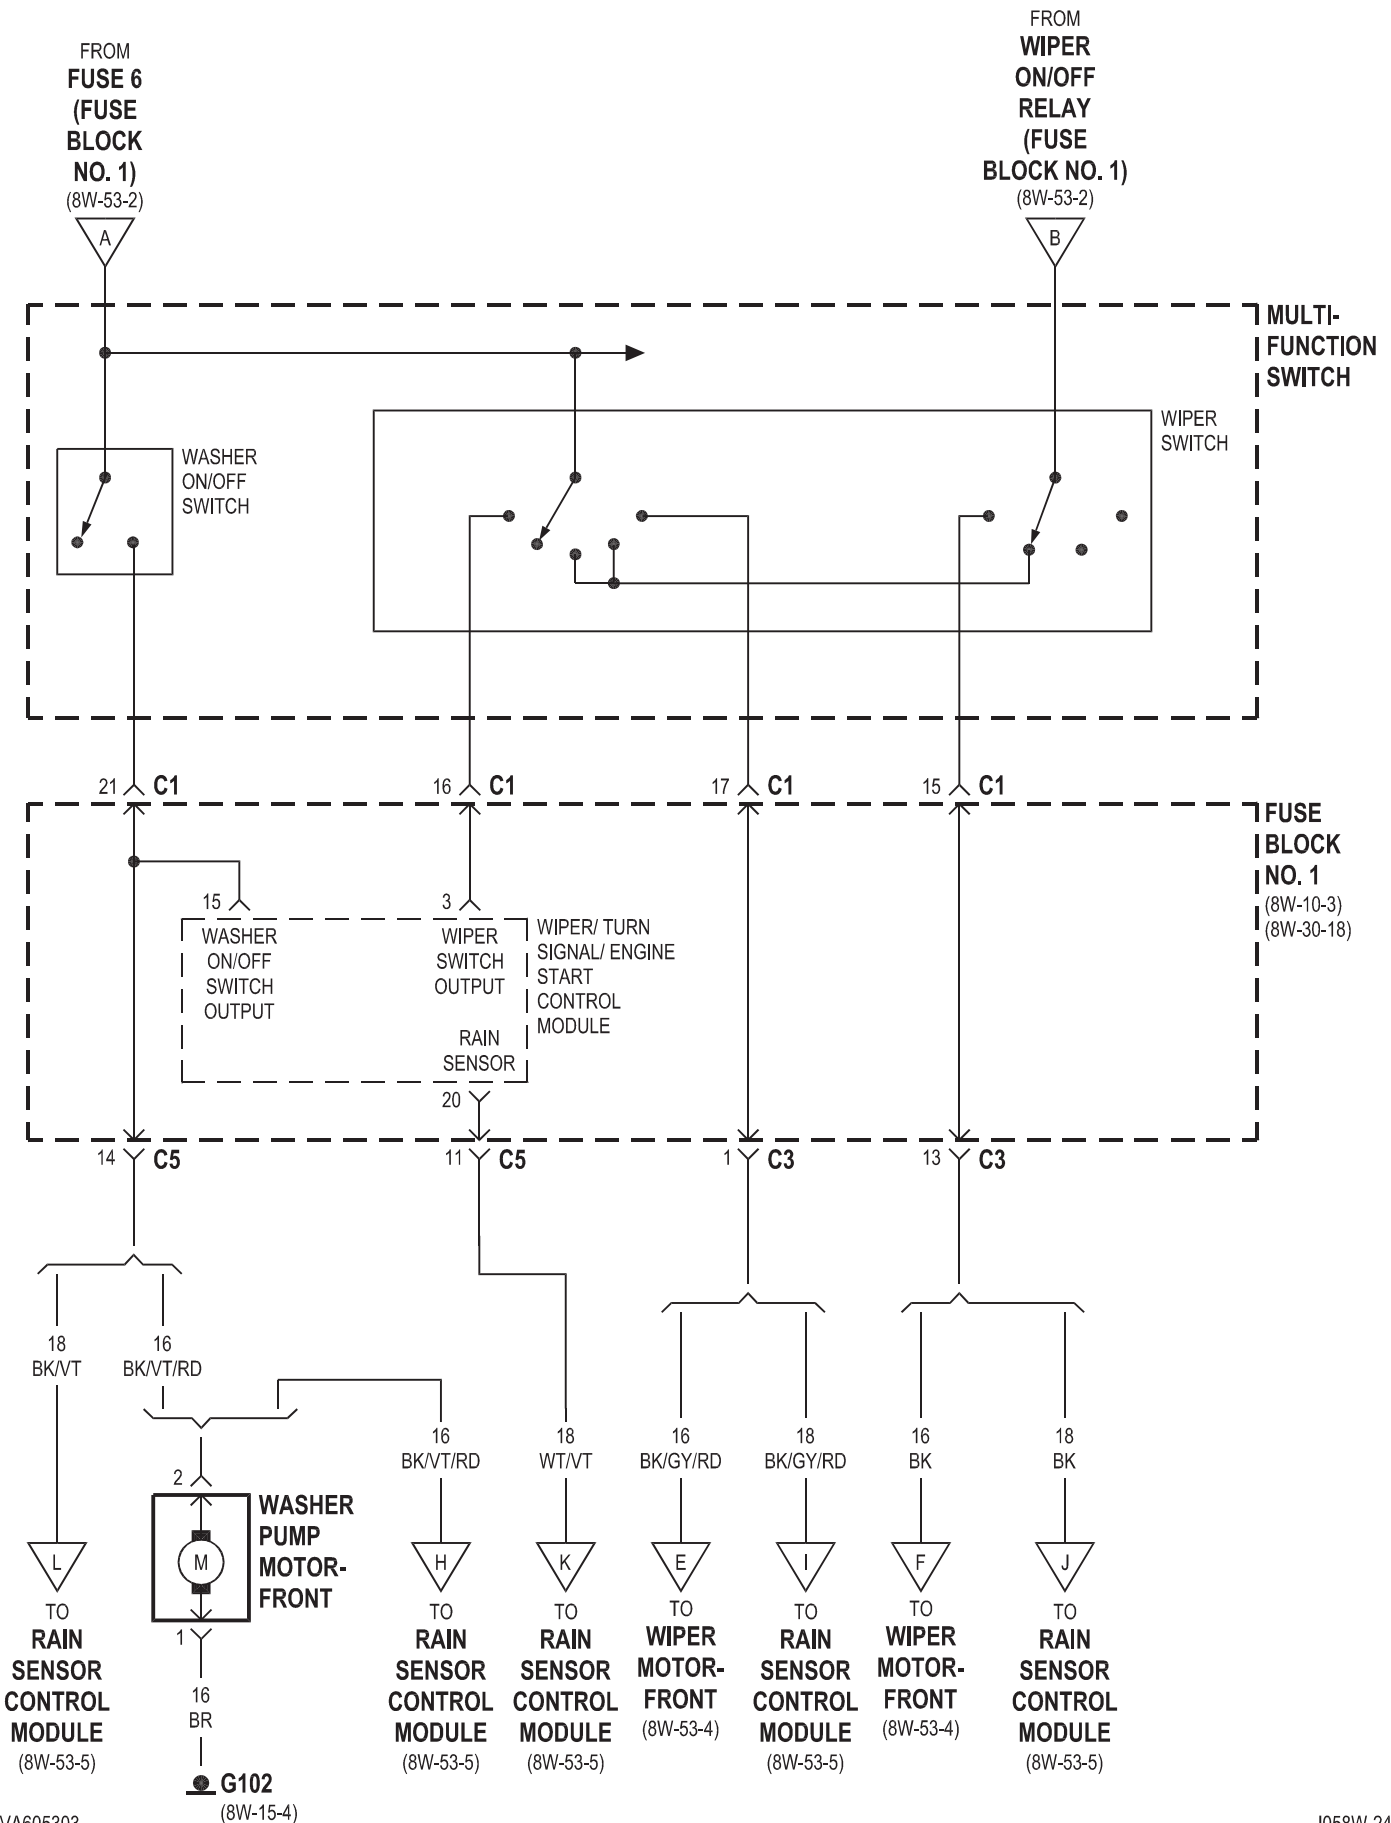 FROM
FUSE 6
(FUSE
BLOCK
NO. 1)
(8W-53-2)
A
FROM
WIPER
ON/OFF
RELAY
(FUSE
BLOCK NO. 1)
(8W-53-2)
B
MULTI-
FUNCTION
SWITCH
WASHER
ON/OFF
SWITCH
WIPER
SWITCH
21 C1
16 C1
17 C1
15 C1
FUSE
BLOCK
NO. 1
(8W-10-3)
(8W-30-18)
15
3
WASHER
ON/OFF
SWITCH
OUTPUT
WIPER
SWITCH
OUTPUT
RAIN
SENSOR
WIPER/ TURN
SIGNAL/ ENGINE
START
CONTROL
MODULE
20
14 C5
11 C5
1 C3
13 C3
18
BK/VT
16
BK/VT/RD
16
BK/VT/RD
18
WT/VT
16
BK/GY/RD
18
BK/GY/RD
16
BK
18
BK
2
M
WASHER
PUMP
MOTOR-
FRONT
1
16
BR
G102
(8W-15-4)
L
TO
RAIN
SENSOR
CONTROL
MODULE
(8W-53-5)
H
TO
RAIN
SENSOR
CONTROL
MODULE
(8W-53-5)
K
TO
RAIN
SENSOR
CONTROL
MODULE
(8W-53-5)
E
TO
WIPER
MOTOR-
FRONT
(8W-53-4)
I
TO
RAIN
SENSOR
CONTROL
MODULE
(8W-53-5)
F
TO
WIPER
MOTOR-
FRONT
(8W-53-4)
J
TO
RAIN
SENSOR
CONTROL
MODULE
(8W-53-5)